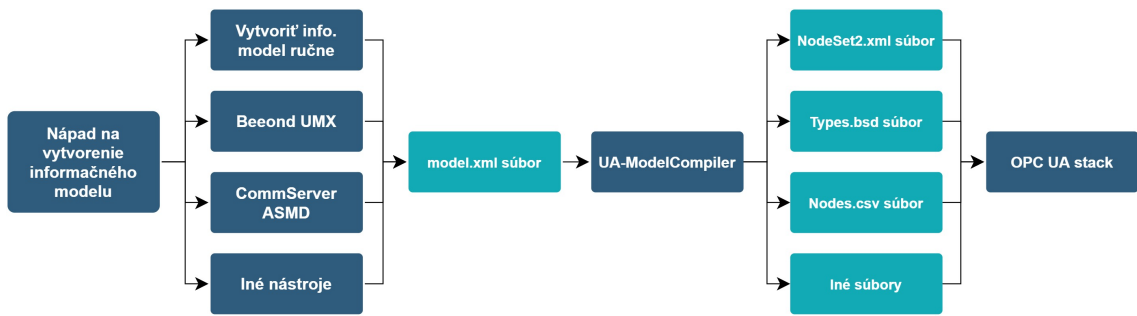 Nápad na
vytvorenie
informačného
modelu
Vytvoriť info.
model ručne
Beeond UMX
CommServer
ASMD
Iné nástroje
model.xml súbor
UA-ModelCompiler
NodeSet2.xml súbor
Types.bsd súbor
Nodes.csv súbor
Iné súbory
OPC UA stack